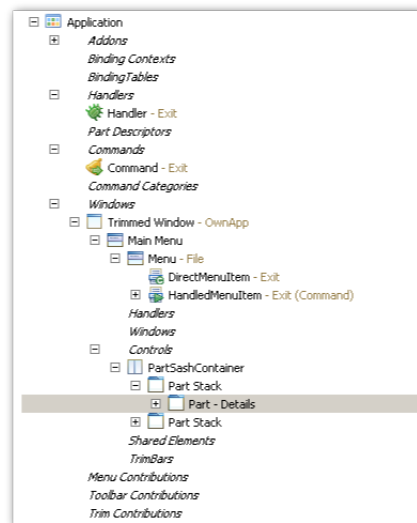 Application
Addons
Binding Contexts
BindingTables
Handlers
Handler - Exit
Part Descriptors
Commands
Command - Exit
Command Categories
Windows
Trimmed Window - OwnApp
Main Menu
Menu - File
DirectMenuItem - Exit
HandledMenuItem - Exit (Command)
Handlers
Windows
Controls
PartSashContainer
Part Stack
Part - Details
Part Stack
Shared Elements
TrimBars
Menu Contributions
Toolbar Contributions
Trim Contributions